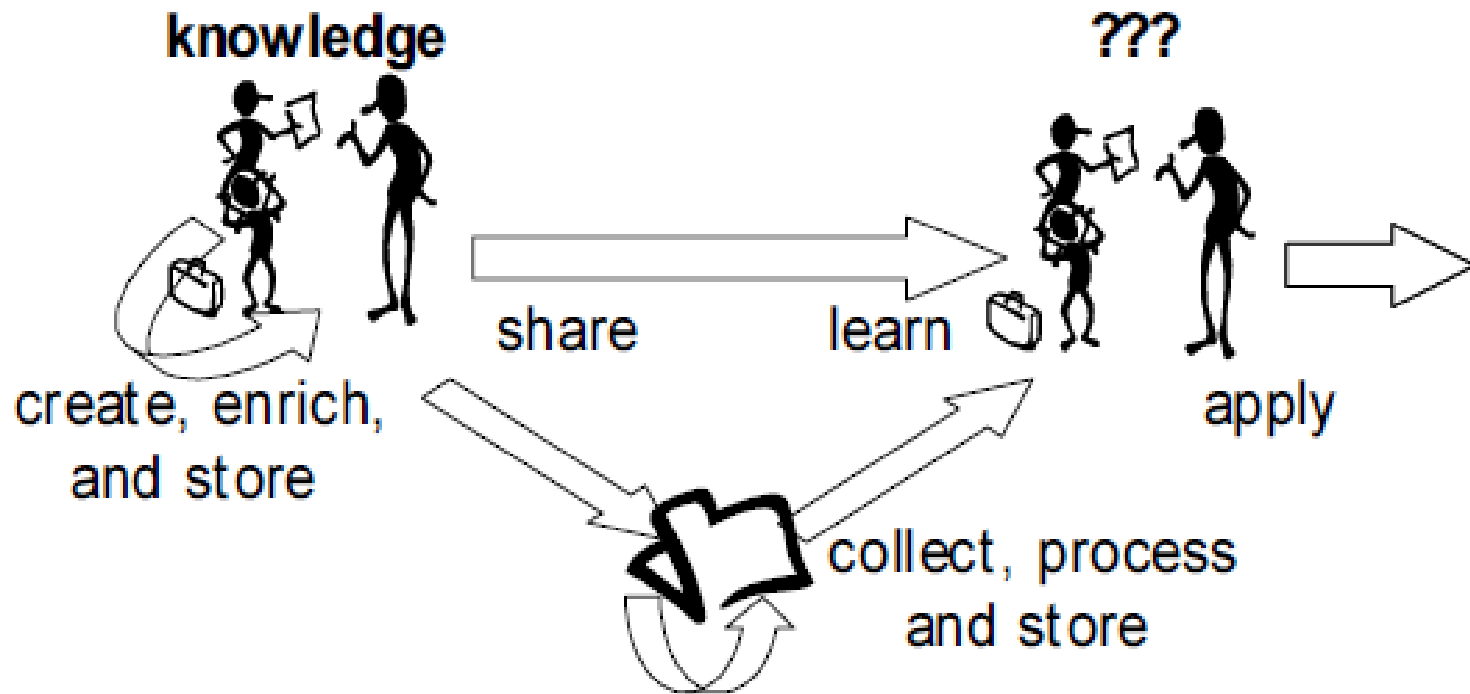 knowledge
???
share
learn
create, enrich,
and store
apply
collect, process
and store